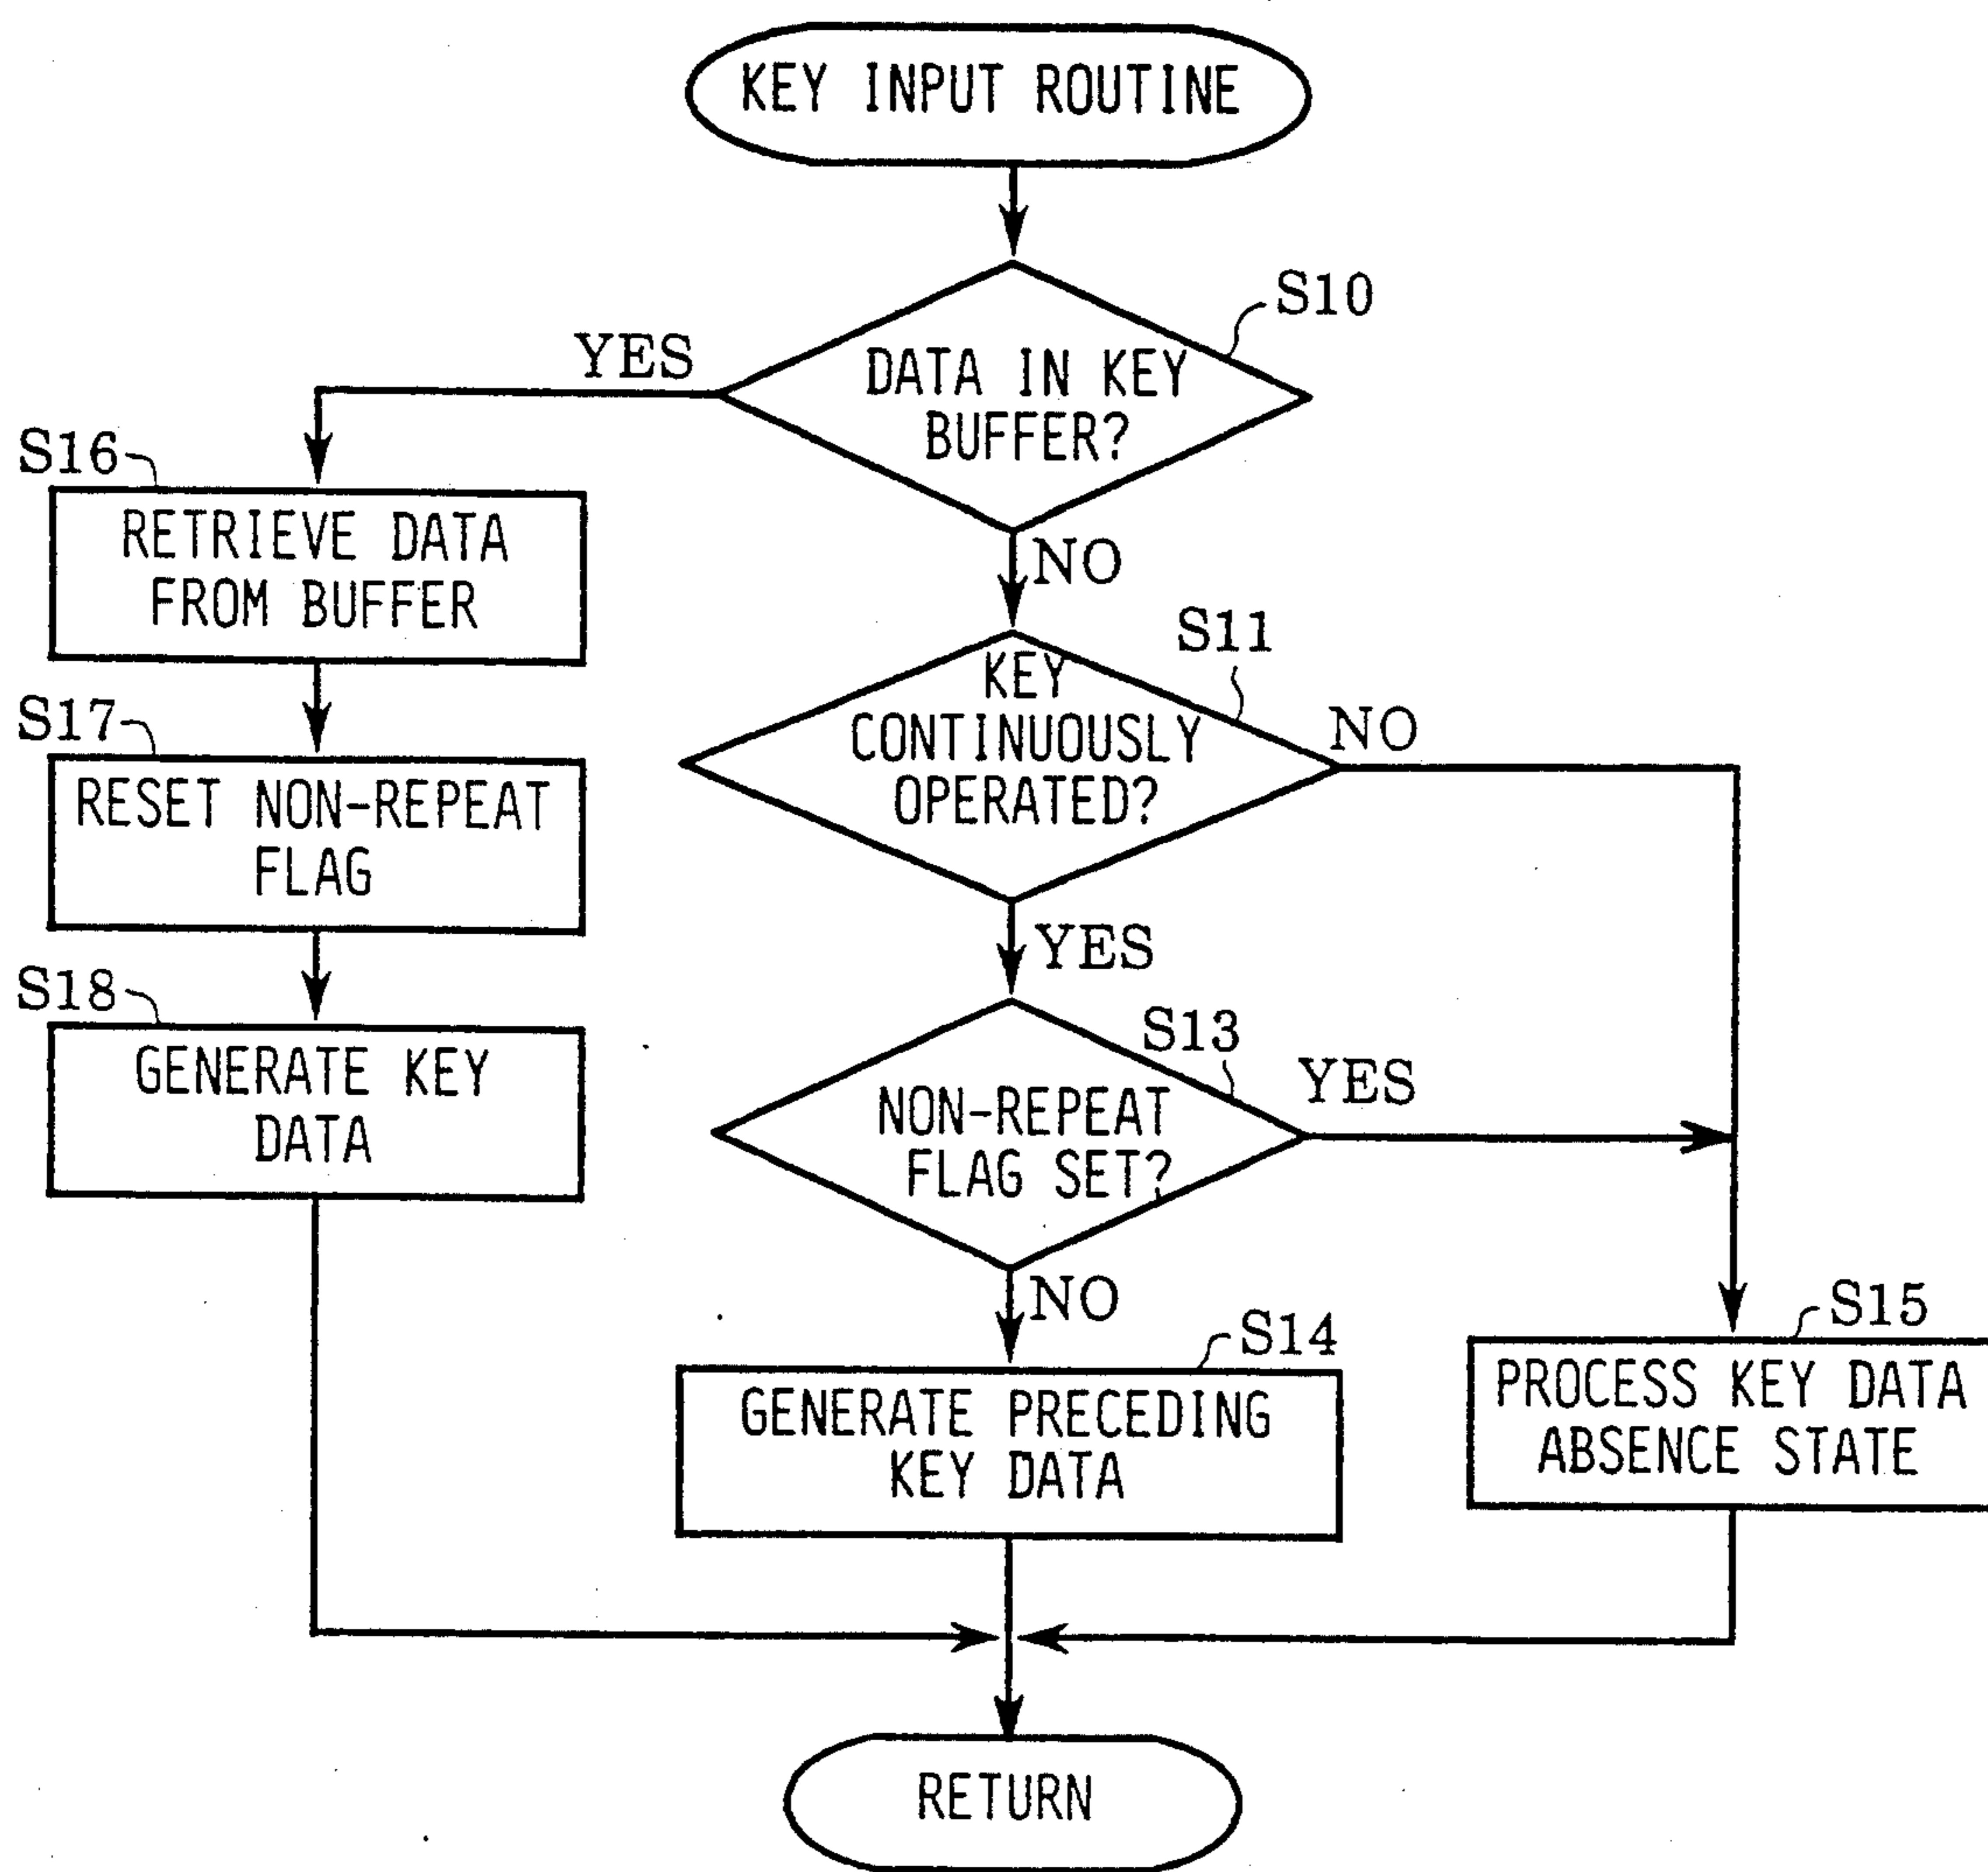 KEY INPUT ROUTINE
S10
YES
DATA IN KEY
BUFFER?
S16
RETRIEVE DATA
FROM BUFFER
NO
S11
KEY
CONTINUOUSLY
OPERATED?
NO
S17
RESET NON-REPEAT
FLAG
YES
S18
GENERATE KEY
DATA
S13
YES
NON-REPEAT
FLAG SET?
NO
S14
GENERATE PRECEDING
KEY DATA
S15
PROCESS KEY DATA
ABSENCE STATE
RETURN